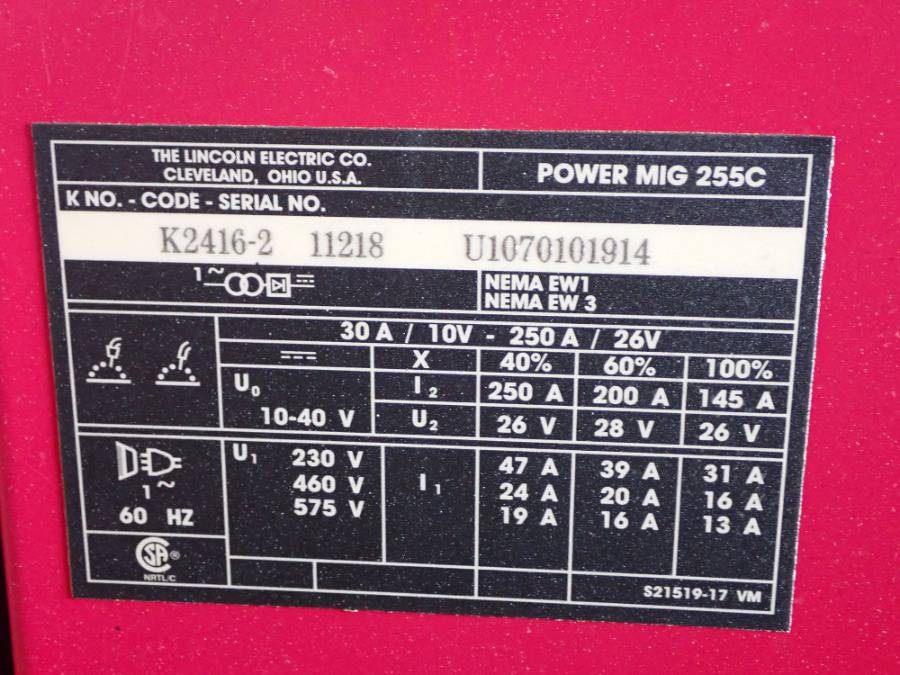 THE LINCOLN ELECTRIC CO.
CLEVELAND, OHIO U.S.A.
POWER MIG 255C
K NO. - CODE - SERIAL NO.
K2416-2 11218 U1070101914
1 ~
NEMA EW1
NEMA EW 3
30 A / 10V - 250 A / 26V
X 40% 60% 100%
U0 I2 250 A 200 A 145 A
10-40 V U2 26 V 28 V 26 V
U1 230 V I1 47 A 39 A 31 A
460 V 24 A 20 A 16 A
575 V 19 A 16 A 13 A
1 ~
60 HZ
CSA®
NRTL/C
S21519-17 VM